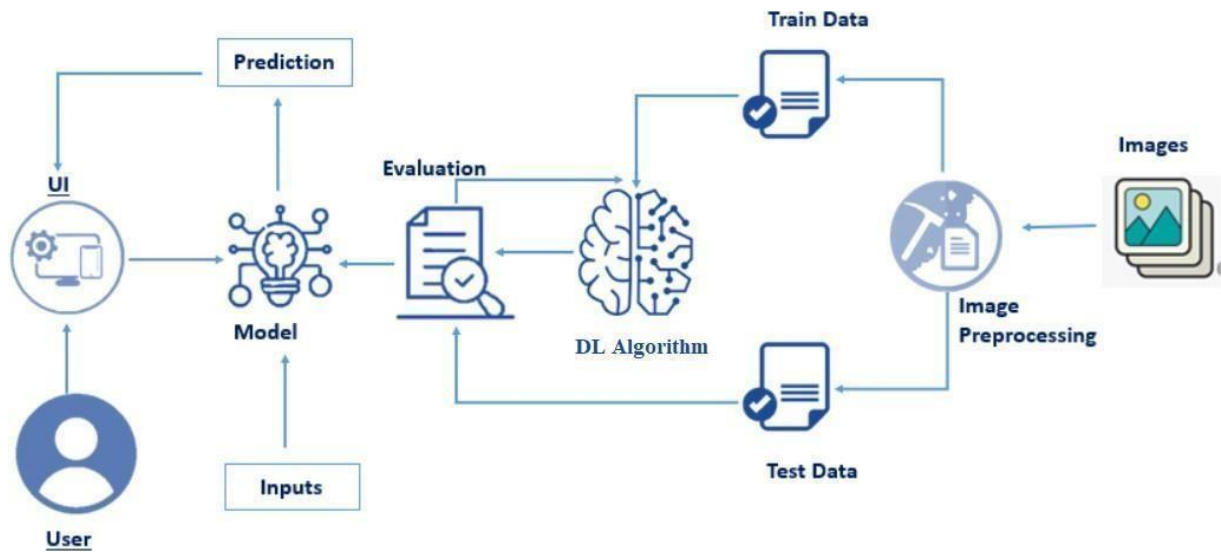 Train Data
Prediction
Images
Evaluation
UI
Model
Image
Preprocessing
DL Algorithm
Test Data
Inputs
User